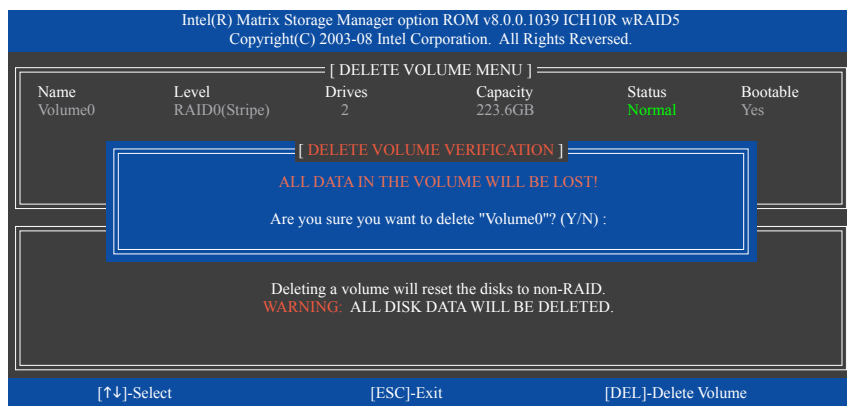 Intel(R) Matrix Storage Manager option ROM v8.0.0.1039 ICH10R wRAID5
Copyright(C) 2003-08 Intel Corporation.  All Rights Reversed.
[ DELETE VOLUME MENU ]
Name Level Drives Capacity Status Bootable
Volume0 RAID0(Stripe) 2 223.6GB Normal Yes
[ DELETE VOLUME VERIFICATION ]
ALL DATA IN THE VOLUME WILL BE LOST!
Are you sure you want to delete "Volume0"? (Y/N) :
Deleting a volume will reset the disks to non-RAID.
WARNING:  ALL DISK DATA WILL BE DELETED.
[↑↓]-Select [ESC]-Exit [DEL]-Delete Volume